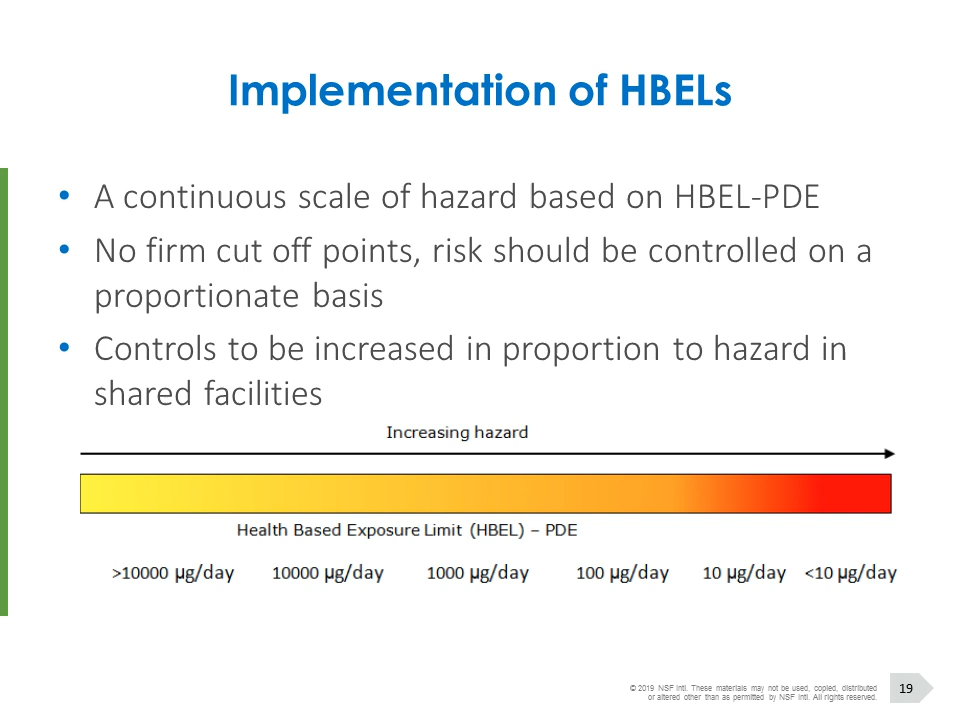 Implementation of HBELs
• A continuous scale of hazard based on HBEL-PDE
• No firm cut off points, risk should be controlled on a
proportionate basis
• Controls to be increased in proportion to hazard in
shared facilities
Increasing hazard
Health Based Exposure Limit (HBEL) – PDE
>10000 µg/day 10000 µg/day 1000 µg/day 100 µg/day 10 µg/day <10 µg/day
© 2019 NSF Intl. These materials may not be used, copied, distributed
or altered other than as permitted by NSF Intl. All rights reserved.
19